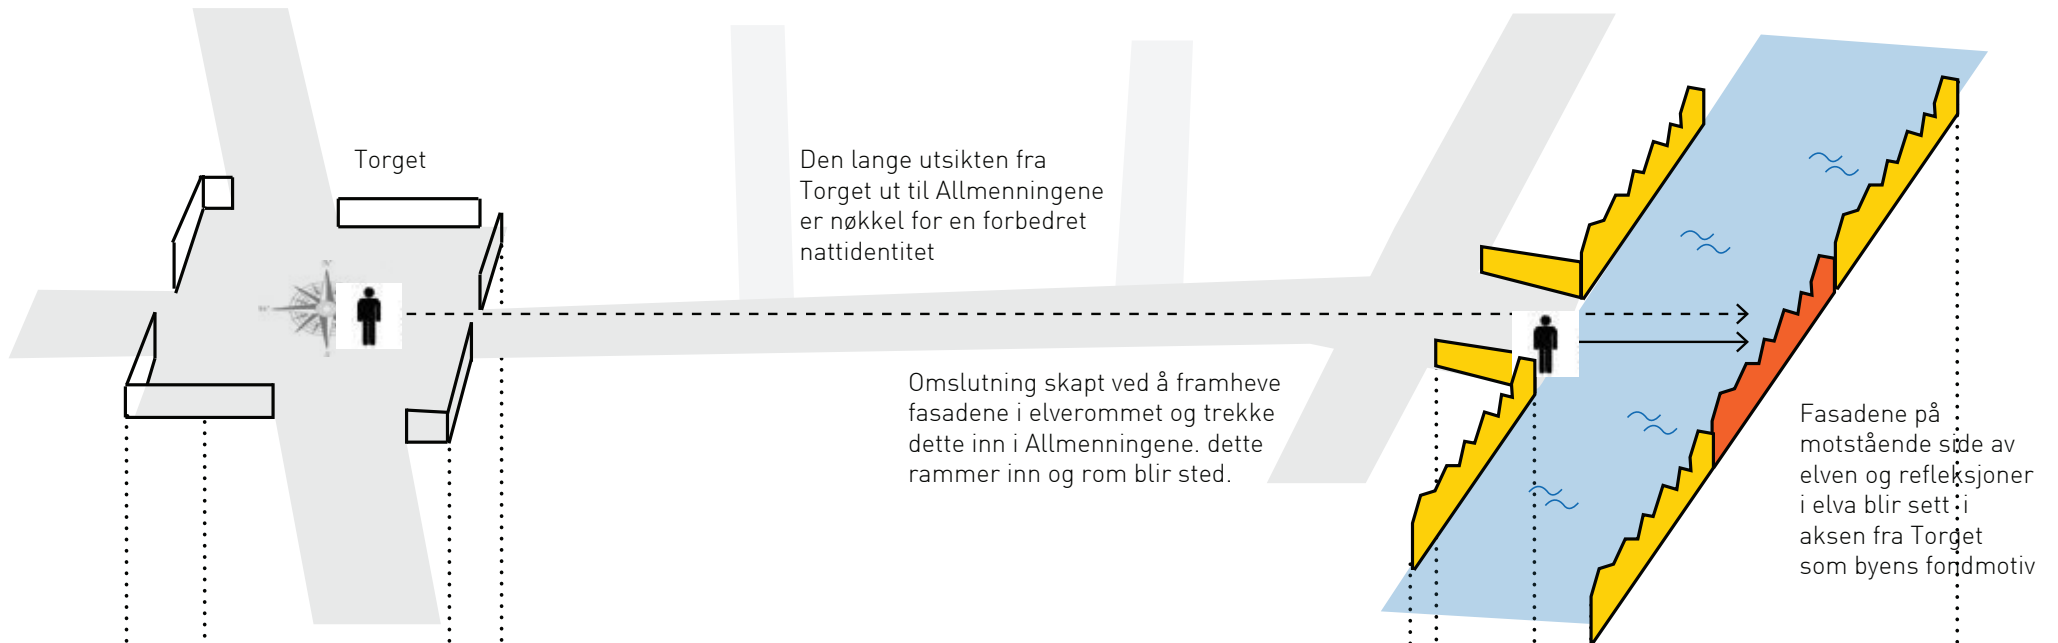 Torget
Den lange utsikten fra
Torget ut til Allmenningene
er nøkkel for en forbedret
nattidentitet
Omslutning skapt ved å framheve
fasadene i elverommet og trekke
dette inn i Allmenningene. dette
rammer inn og rom blir sted.
Fasadene på
motstående side av
elven og refleksjoner
i elva blir sett i
aksen fra Torget
som byens fondmotiv